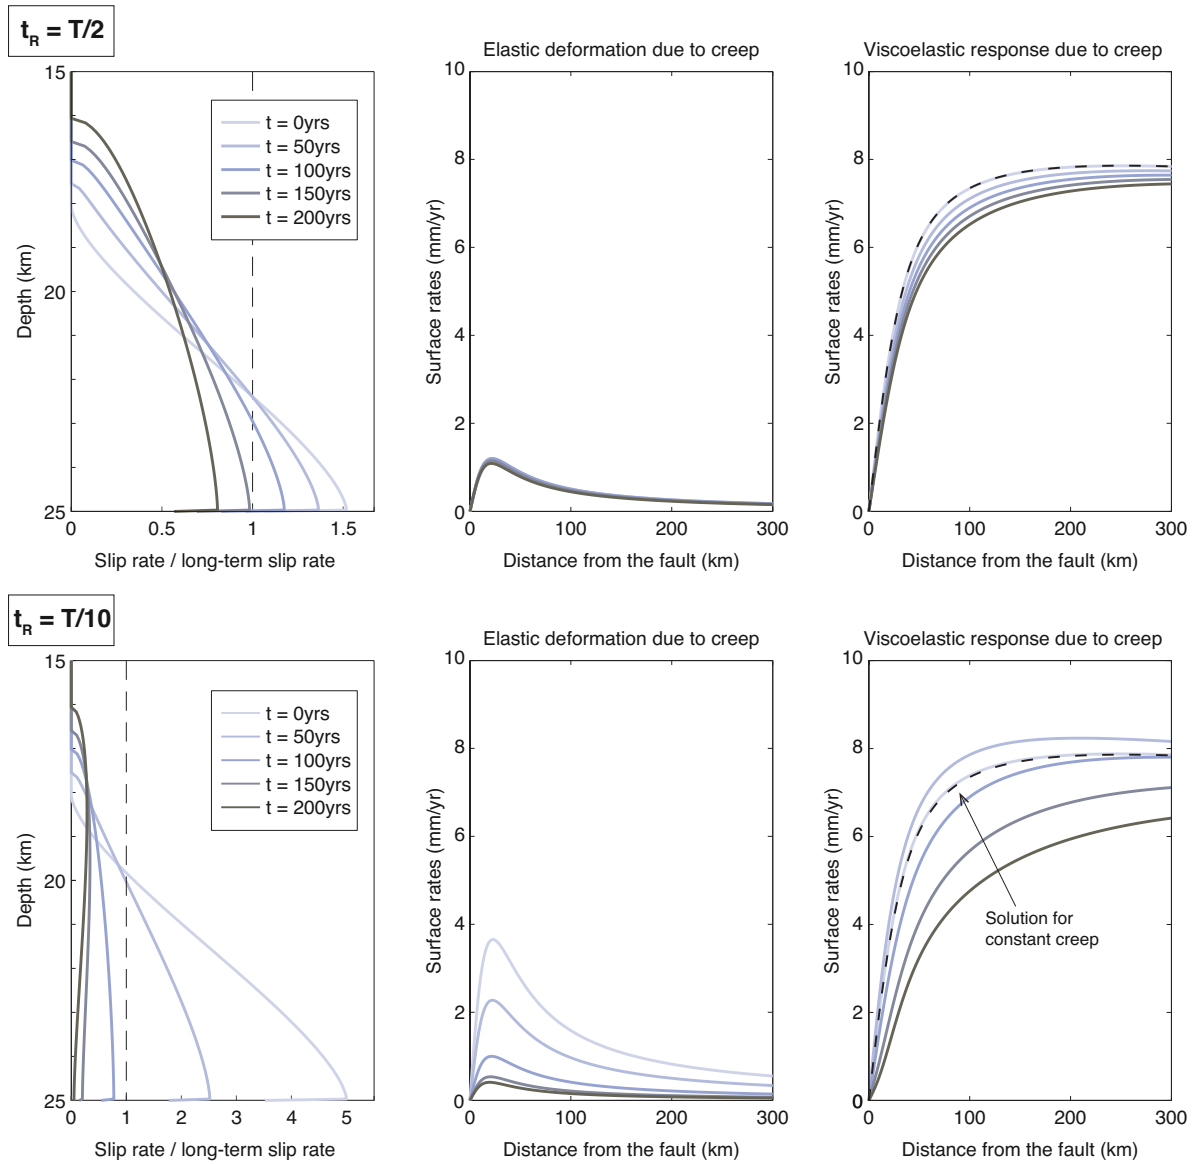 t_R = T/2
15
20
25
Depth (km)
0
0.5
1
1.5
Slip rate / long-term slip rate
t = 0yrs
t = 50yrs
t = 100yrs
t = 150yrs
t = 200yrs
Elastic deformation due to creep
10
8
6
4
2
0
Surface rates (mm/yr)
0
100
200
300
Distance from the fault (km)
Viscoelastic response due to creep
10
8
6
4
2
0
Surface rates (mm/yr)
0
100
200
300
Distance from the fault (km)
t_R = T/10
15
20
25
Depth (km)
0
1
2
3
4
5
Slip rate / long-term slip rate
t = 0yrs
t = 50yrs
t = 100yrs
t = 150yrs
t = 200yrs
Elastic deformation due to creep
10
8
6
4
2
0
Surface rates (mm/yr)
0
100
200
300
Distance from the fault (km)
Viscoelastic response due to creep
10
8
6
4
2
0
Surface rates (mm/yr)
Solution for
constant creep
0
100
200
300
Distance from the fault (km)